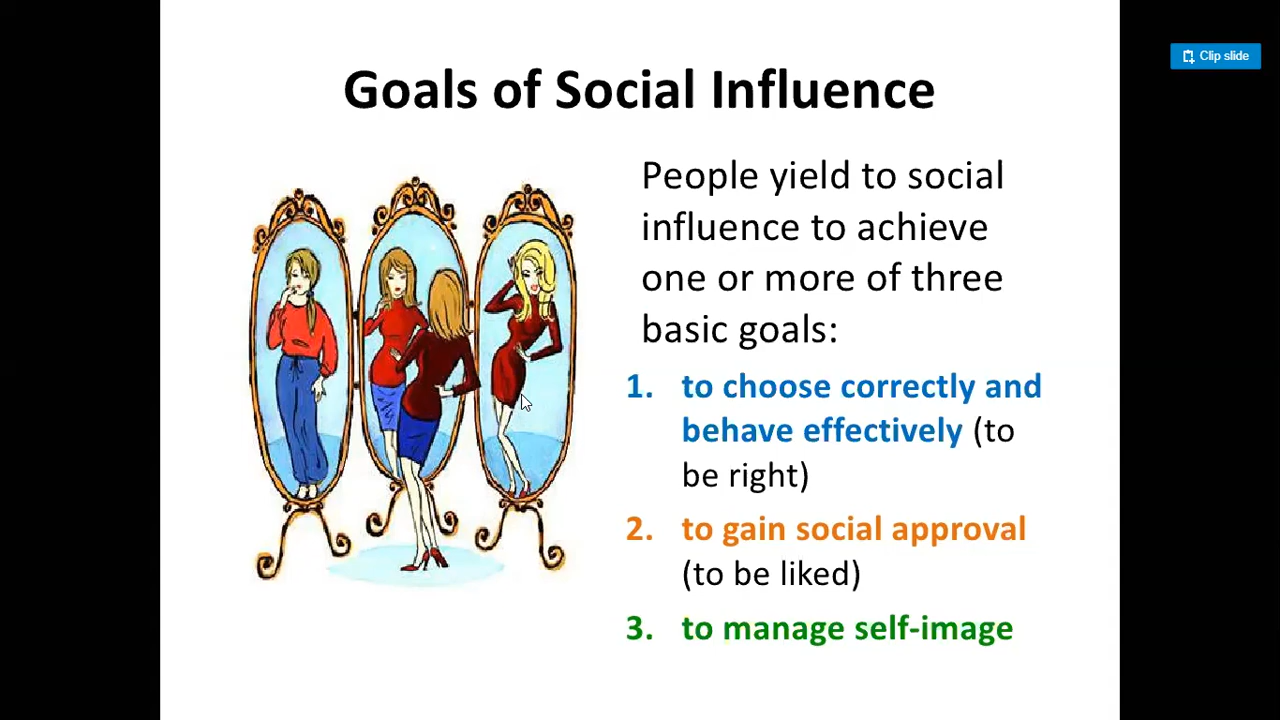 Clip slide
Goals of Social Influence
People yield to social
influence to achieve
one or more of three
basic goals:
1. to choose correctly and
behave effectively (to
be right)
2. to gain social approval
(to be liked)
3. to manage self-image